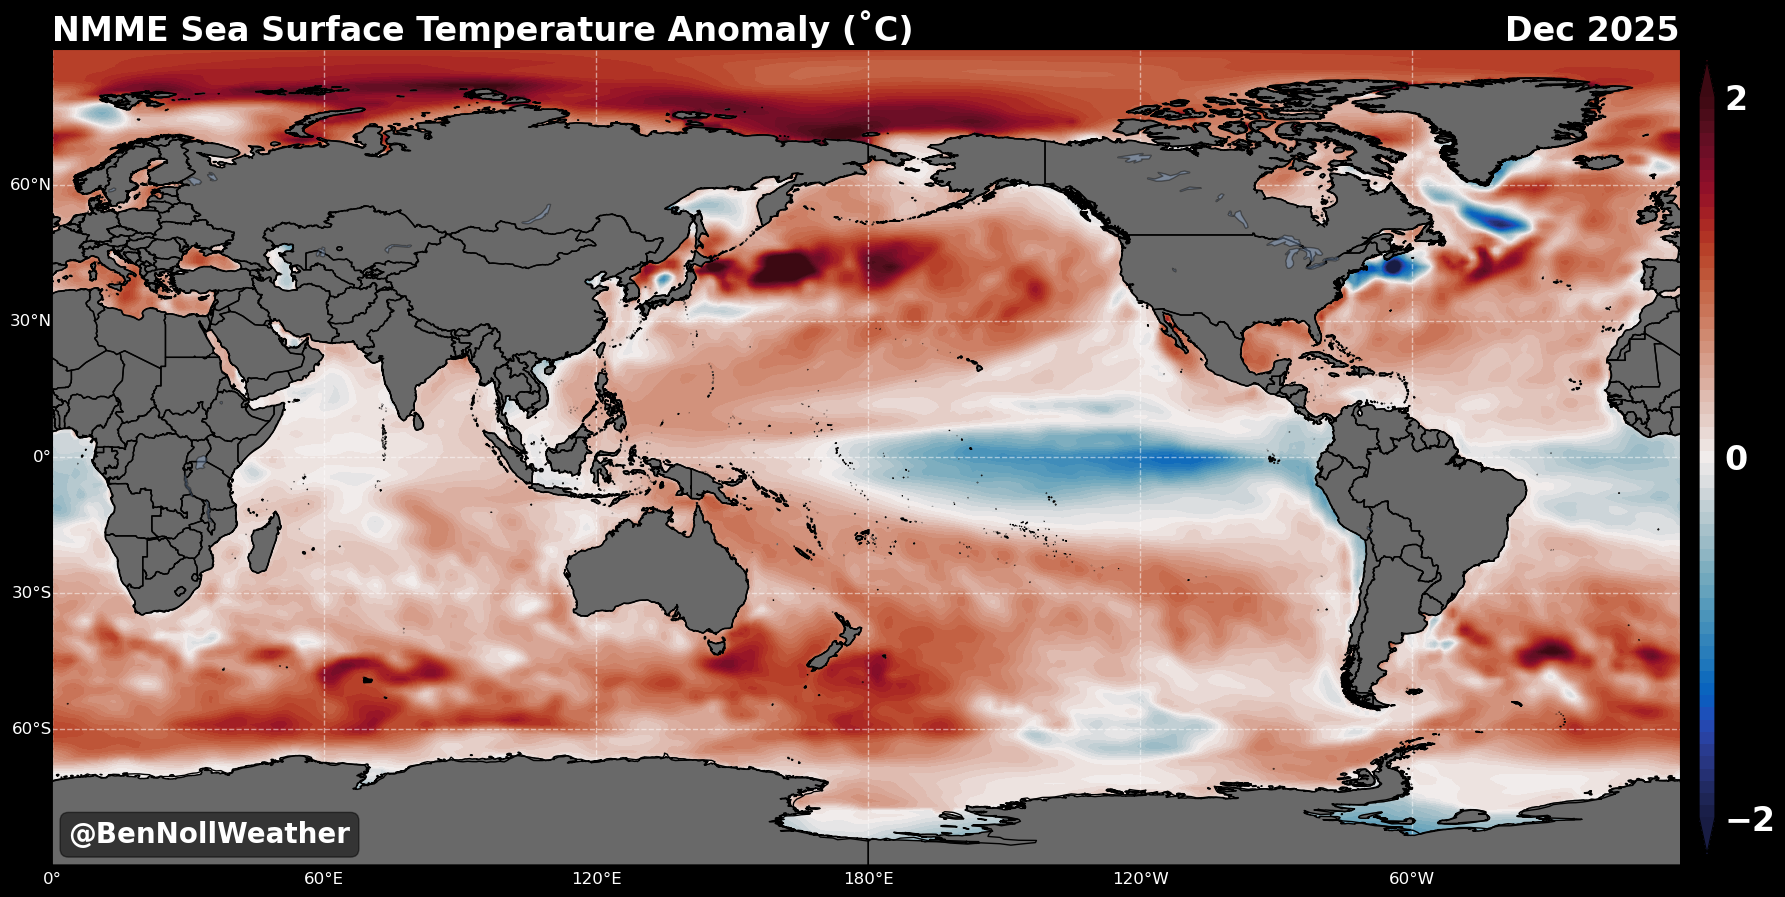 NMME Sea Surface Temperature Anomaly (˚C)
Dec 2025
2
60°N
30°N
0°
0
30°S
60°S
−2
@BenNollWeather
0°
60°E
120°E
180°E
120°W
60°W